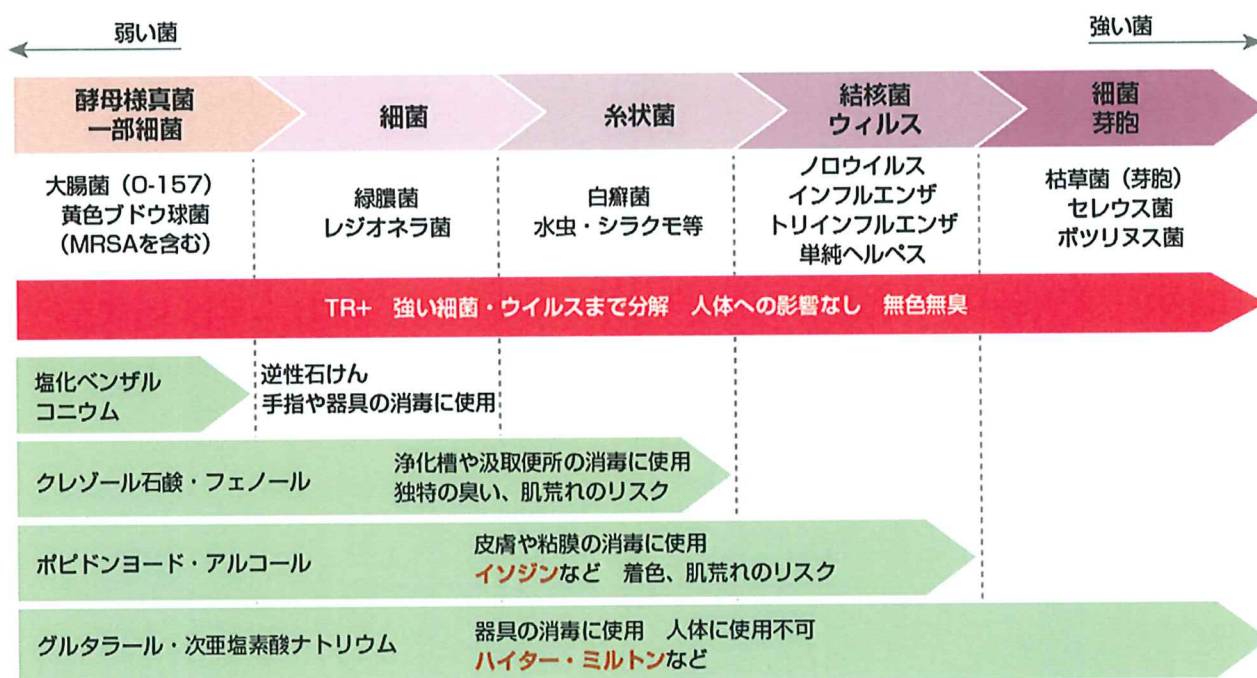 弱い菌
強い菌
酵母様真菌
一部細菌
細菌
糸状菌
結核菌
ウィルス
細菌
芽胞
大腸菌（O-157）
黄色ブドウ球菌
（MRSAを含む）
緑膿菌
レジオネラ菌
白癬菌
水虫・シラクモ等
ノロウイルス
インフルエンザ
トリインフルエンザ
単純ヘルペス
枯草菌（芽胞）
セレウス菌
ボツリヌス菌
TR+　強い細菌・ウイルスまで分解　人体への影響なし　無色無臭
塩化ベンザル
コニウム
逆性石けん
手指や器具の消毒に使用
クレゾール石鹸・フェノール
浄化槽や汲取便所の消毒に使用
独特の臭い、肌荒れのリスク
ポピドンヨード・アルコール
皮膚や粘膜の消毒に使用
イソジンなど　着色、肌荒れのリスク
グルタラール・次亜塩素酸ナトリウム
器具の消毒に使用　人体に使用不可
ハイター・ミルトンなど